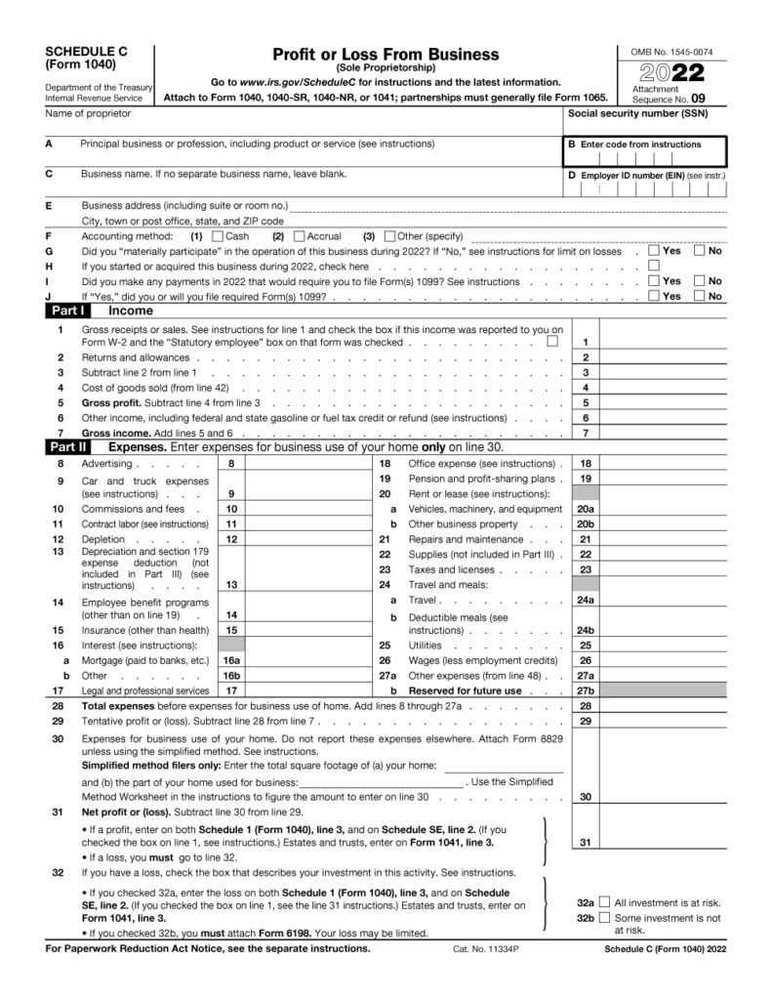 SCHEDULE C
(Form 1040)
Department of the Treasury
Internal Revenue Service
Profit or Loss From Business
(Sole Proprietorship)
Go to www.irs.gov/ScheduleC for instructions and the latest information.
Attach to Form 1040, 1040-SR, 1040-NR, or 1041; partnerships must generally file Form 1065.
OMB No. 1545-0074
2022
Attachment
Sequence No. 09
Name of proprietor
Social security number (SSN)
A Principal business or profession, including product or service (see instructions)
B Enter code from instructions
C Business name. If no separate business name, leave blank.
D Employer ID number (EIN) (see instr.)
E Business address (including suite or room no.)
City, town or post office, state, and ZIP code
F Accounting method: (1) Cash (2) Accrual (3) Other (specify)
G Did you “materially participate” in the operation of this business during 2022? If “No,” see instructions for limit on losses . Yes No
H If you started or acquired this business during 2022, check here . . . . . . . . . . . . . . . . . .
I Did you make any payments in 2022 that would require you to file Form(s) 1099? See instructions . . . . . . . . Yes No
J If “Yes,” did you or will you file required Form(s) 1099? . . . . . . . . . . . . . . . . . . . . . Yes No
Part I Income
1 Gross receipts or sales. See instructions for line 1 and check the box if this income was reported to you on
Form W-2 and the “Statutory employee” box on that form was checked . . . . . . . . . 1
2 Returns and allowances . . . . . . . . . . . . . . . . . . . . . . . . . 2
3 Subtract line 2 from line 1 . . . . . . . . . . . . . . . . . . . . . . . . 3
4 Cost of goods sold (from line 42) . . . . . . . . . . . . . . . . . . . . . . 4
5 Gross profit. Subtract line 4 from line 3 . . . . . . . . . . . . . . . . . . . . 5
6 Other income, including federal and state gasoline or fuel tax credit or refund (see instructions) . . . . 6
7 Gross income. Add lines 5 and 6 . . . . . . . . . . . . . . . . . . . . . . 7
Part II Expenses. Enter expenses for business use of your home only on line 30.
8 Advertising . . . . . 8
9 Car and truck expenses
(see instructions) . . . 9
10 Commissions and fees . 10
11 Contract labor (see instructions) 11
12 Depletion . . . . . 12
13 Depreciation and section 179
expense deduction (not
included in Part III) (see
instructions) . . . . 13
14 Employee benefit programs
(other than on line 19) . 14
15 Insurance (other than health) 15
16 Interest (see instructions):
a Mortgage (paid to banks, etc.) 16a
b Other . . . . . . 16b
17 Legal and professional services 17
18 Office expense (see instructions) . 18
19 Pension and profit-sharing plans . 19
20 Rent or lease (see instructions):
a Vehicles, machinery, and equipment 20a
b Other business property . . . 20b
21 Repairs and maintenance . . . 21
22 Supplies (not included in Part III) . 22
23 Taxes and licenses . . . . . 23
24 Travel and meals:
a Travel . . . . . . . . . 24a
b Deductible meals (see
instructions) . . . . . . . 24b
25 Utilities . . . . . . . . 25
26 Wages (less employment credits) 26
27a Other expenses (from line 48) . . 27a
b Reserved for future use . . . 27b
28 Total expenses before expenses for business use of home. Add lines 8 through 27a . . . . . . . 28
29 Tentative profit or (loss). Subtract line 28 from line 7 . . . . . . . . . . . . . . . . . 29
30 Expenses for business use of your home. Do not report these expenses elsewhere. Attach Form 8829
unless using the simplified method. See instructions.
Simplified method filers only: Enter the total square footage of (a) your home:
and (b) the part of your home used for business: . Use the Simplified
Method Worksheet in the instructions to figure the amount to enter on line 30 . . . . . . . . . 30
31 Net profit or (loss). Subtract line 30 from line 29.
• If a profit, enter on both Schedule 1 (Form 1040), line 3, and on Schedule SE, line 2. (If you
checked the box on line 1, see instructions.) Estates and trusts, enter on Form 1041, line 3.
• If a loss, you must go to line 32.
31
32 If you have a loss, check the box that describes your investment in this activity. See instructions.
• If you checked 32a, enter the loss on both Schedule 1 (Form 1040), line 3, and on Schedule
SE, line 2. (If you checked the box on line 1, see the line 31 instructions.) Estates and trusts, enter on
Form 1041, line 3.
• If you checked 32b, you must attach Form 6198. Your loss may be limited.
32a All investment is at risk.
32b Some investment is not
at risk.
For Paperwork Reduction Act Notice, see the separate instructions. Cat. No. 11334P Schedule C (Form 1040) 2022